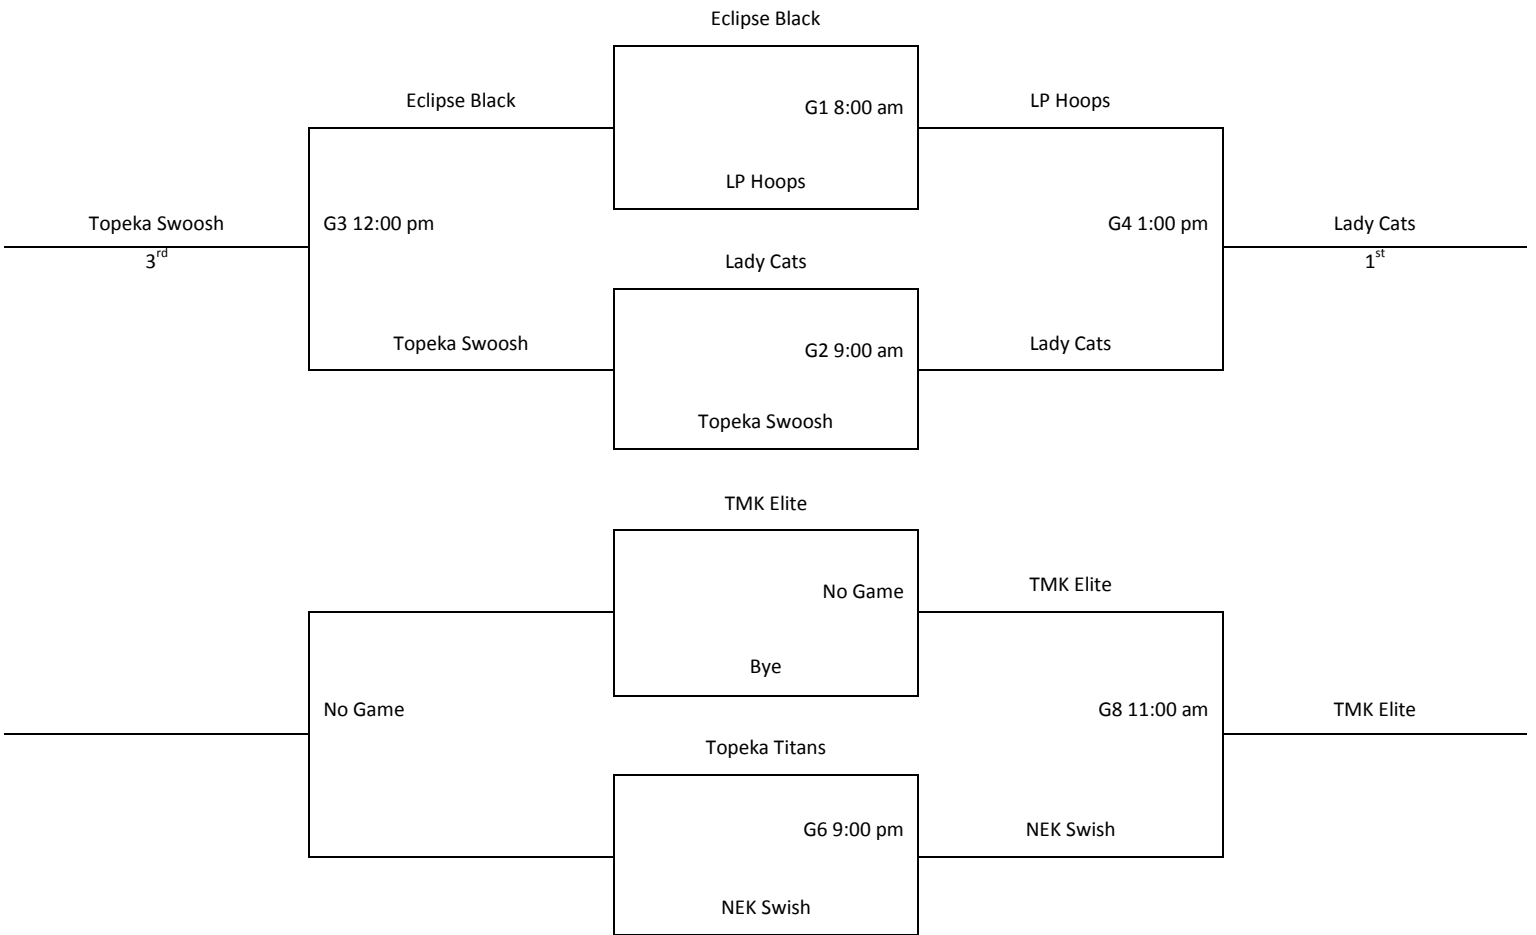 Eclipse Black
Eclipse Black
G1 8:00 am
LP Hoops
LP Hoops
Topeka Swoosh
3rd
G3 12:00 pm
G4 1:00 pm
Lady Cats
1st
Lady Cats
Topeka Swoosh
G2 9:00 am
Lady Cats
Topeka Swoosh
TMK Elite
No Game
TMK Elite
Bye
No Game
G8 11:00 am
TMK Elite
Topeka Titans
G6 9:00 pm
NEK Swish
NEK Swish